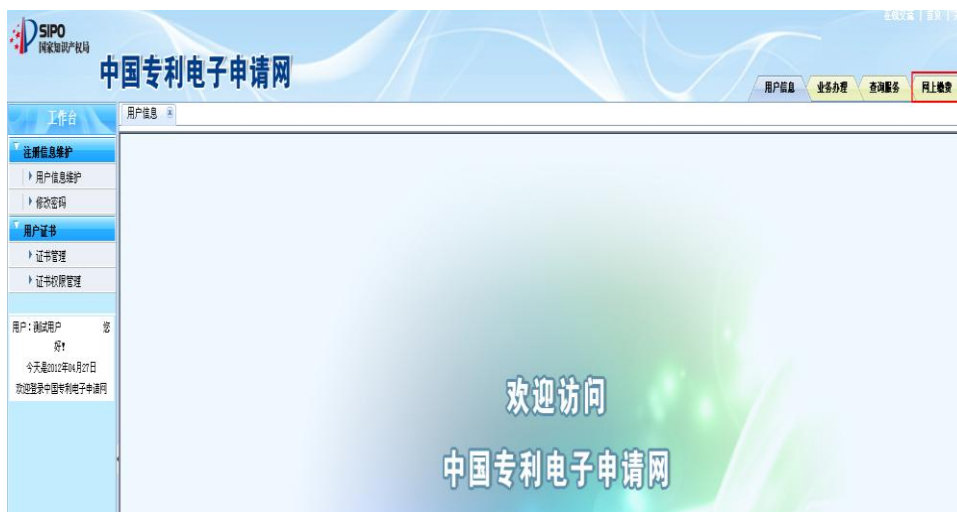 SIPO
国家知识产权局
中国专利电子申请网
用户信息 业务办理 查询服务 网上缴费
工作台
用户信息
注册信息维护
用户信息维护
修改密码
用户证书
证书管理
证书权限管理
用户：测试用户 您
好！
今天是2012年04月27日
欢迎登录中国专利电子申请网
欢迎访问
中国专利电子申请网